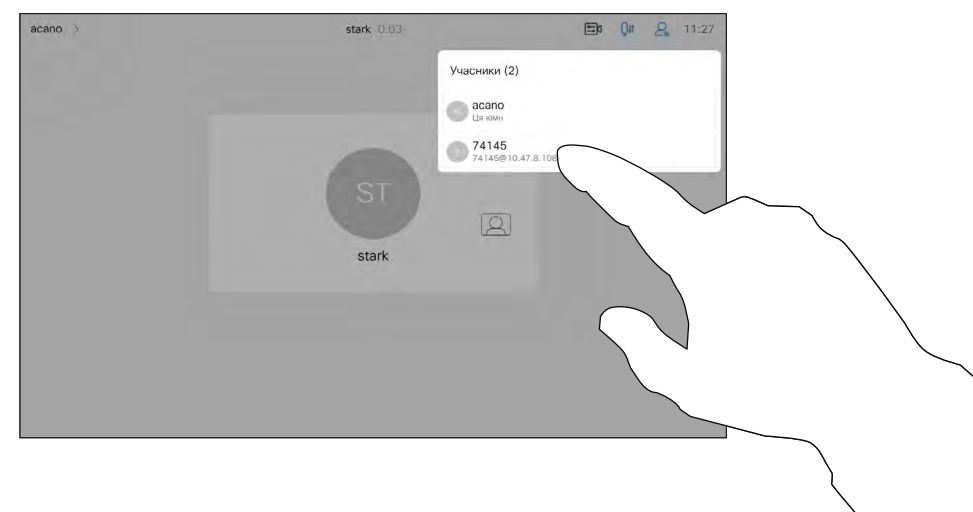 acano
stark 0:03
11:27
Учасники (2)
acano
Ця кімн
74145
74145@10.47.8.108
ST
stark